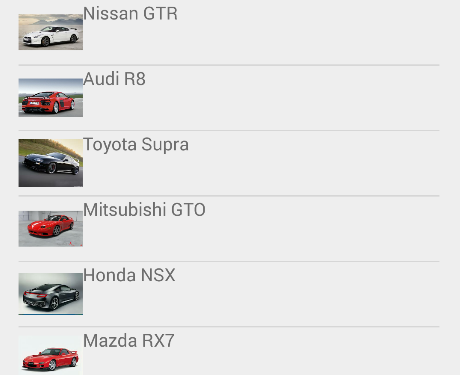 Nissan GTR
Audi R8
Toyota Supra
Mitsubishi GTO
Honda NSX
Mazda RX7